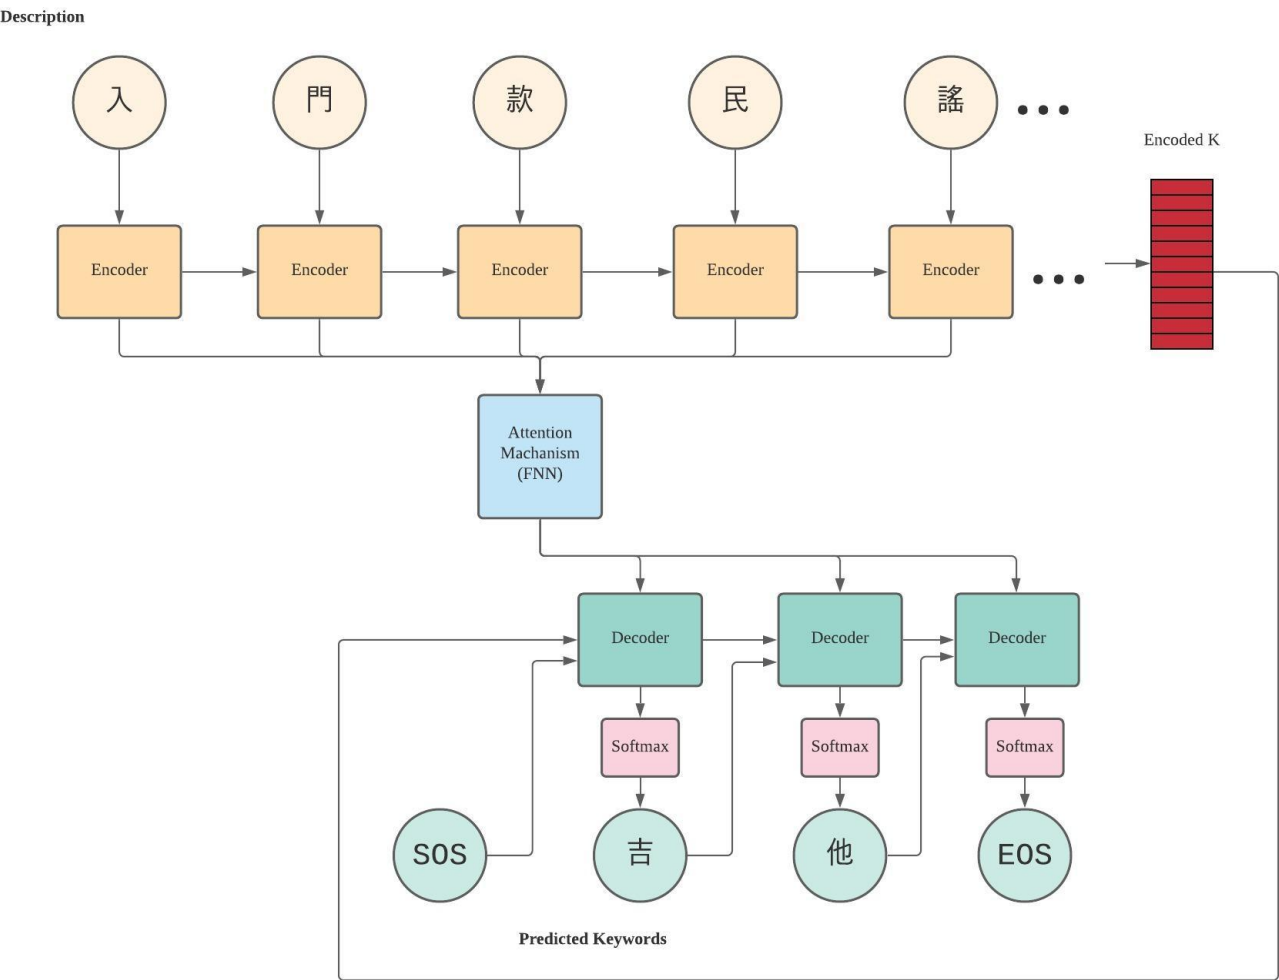 Description
入 門 款 民 謠
Encoded K
Encoder Encoder Encoder Encoder Encoder
Attention
Machanism
(FNN)
Decoder Decoder Decoder
Softmax Softmax Softmax
SOS 吉 他 EOS
Predicted Keywords